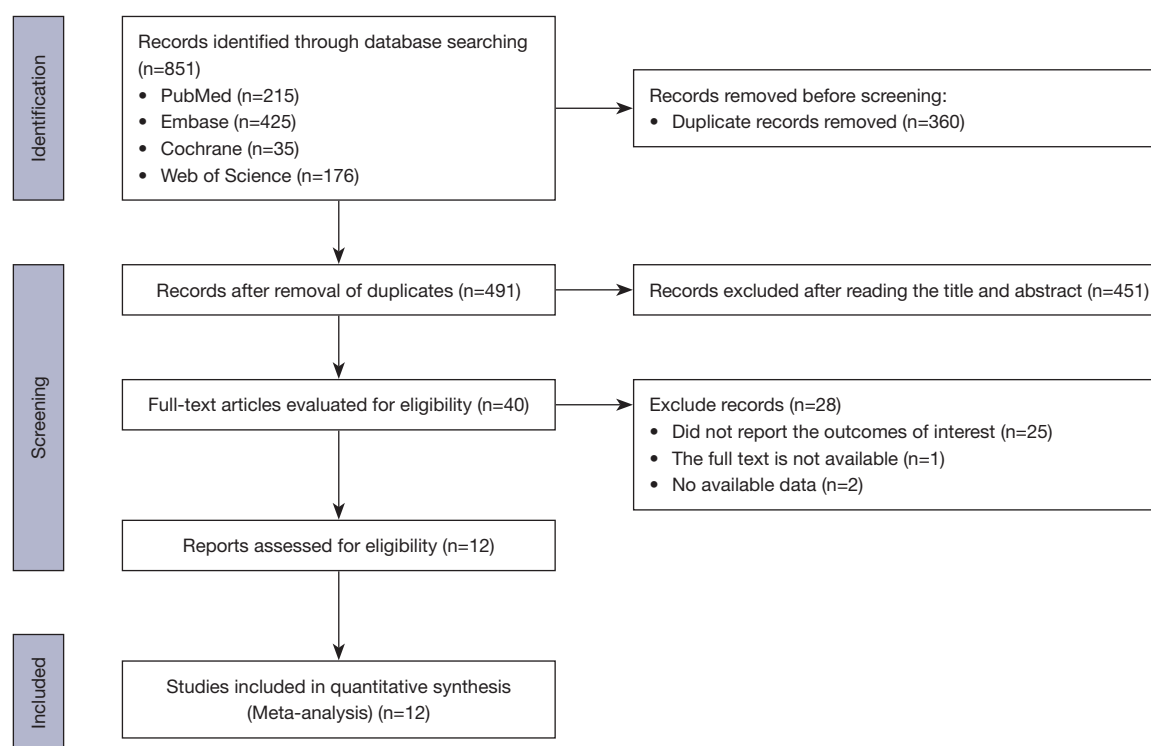 Identification
Records identified through database searching
(n=851)
• PubMed (n=215)
• Embase (n=425)
• Cochrane (n=35)
• Web of Science (n=176)
Records removed before screening:
• Duplicate records removed (n=360)
Screening
Records after removal of duplicates (n=491)
Records excluded after reading the title and abstract (n=451)
Full-text articles evaluated for eligibility (n=40)
Exclude records (n=28)
• Did not report the outcomes of interest (n=25)
• The full text is not available (n=1)
• No available data (n=2)
Reports assessed for eligibility (n=12)
Included
Studies included in quantitative synthesis
(Meta-analysis) (n=12)